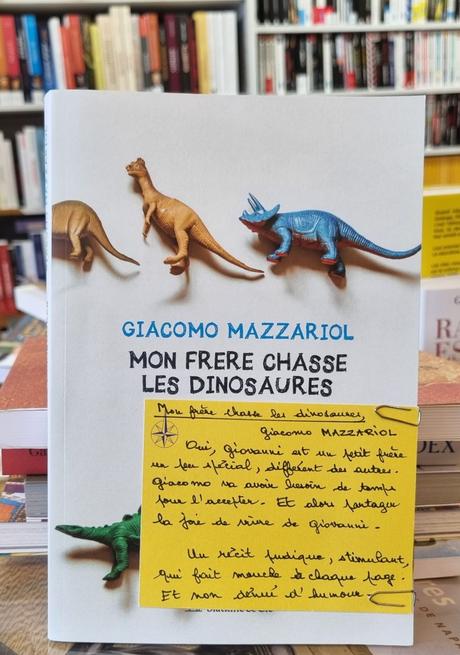 GIACOMO MAZZARIOL
MON FRERE CHASSE
LES DINOSAURES
Mon frère chasse les dinosaures,
Giacomo MAZZARIOL
Oui, Giovanni est un petit frère
un peu spécial, différent des autres.
Giacomo va avoir besoin de temps
pour l'accepter. Et alors partager
la joie de vivre de Giovanni.
Un récit pudique, stimulant,
qui fait mouche à chaque page.
Et non dénué d'humour.